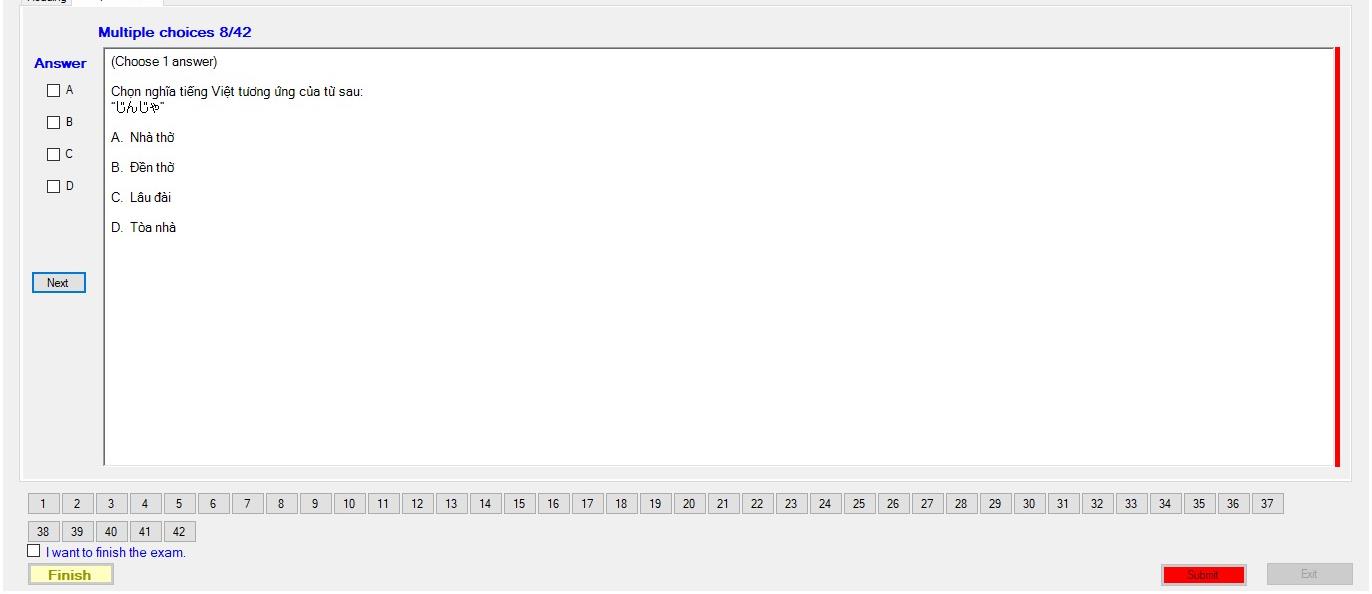 Multiple choices 8/42
Answer
(Choose 1 answer)
A
Chọn nghĩa tiếng Việt tương ứng của từ sau:
"じんじゃ"
B
A. Nhà thờ
C
B. Đền thờ
D
C. Lâu đài
D. Tòa nhà
Next
1 2 3 4 5 6 7 8 9 10 11 12 13 14 15 16 17 18 19 20 21 22 23 24 25 26 27 28 29 30 31 32 33 34 35 36 37
38 39 40 41 42
I want to finish the exam.
Finish Submit Exit